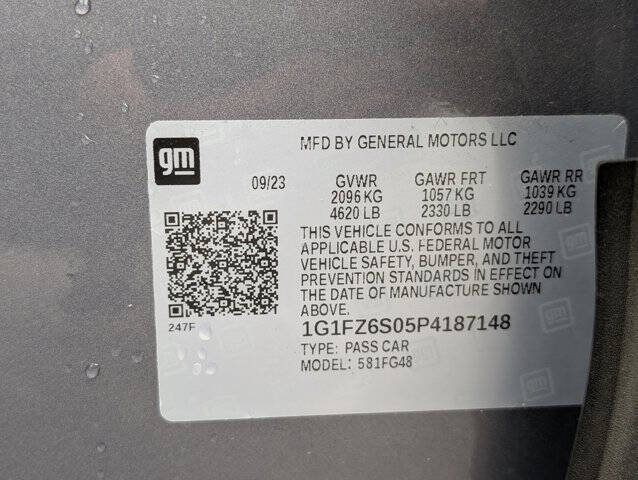 gm
MFD BY GENERAL MOTORS LLC
09/23 GVWR GAWR FRT GAWR RR
2096 KG 1057 KG 1039 KG
4620 LB 2330 LB 2290 LB
THIS VEHICLE CONFORMS TO ALL
APPLICABLE U.S. FEDERAL MOTOR
VEHICLE SAFETY, BUMPER, AND THEFT
PREVENTION STANDARDS IN EFFECT ON
THE DATE OF MANUFACTURE SHOWN
ABOVE.
247F
1G1FZ6S05P4187148
TYPE: PASS CAR
MODEL: 581FG48